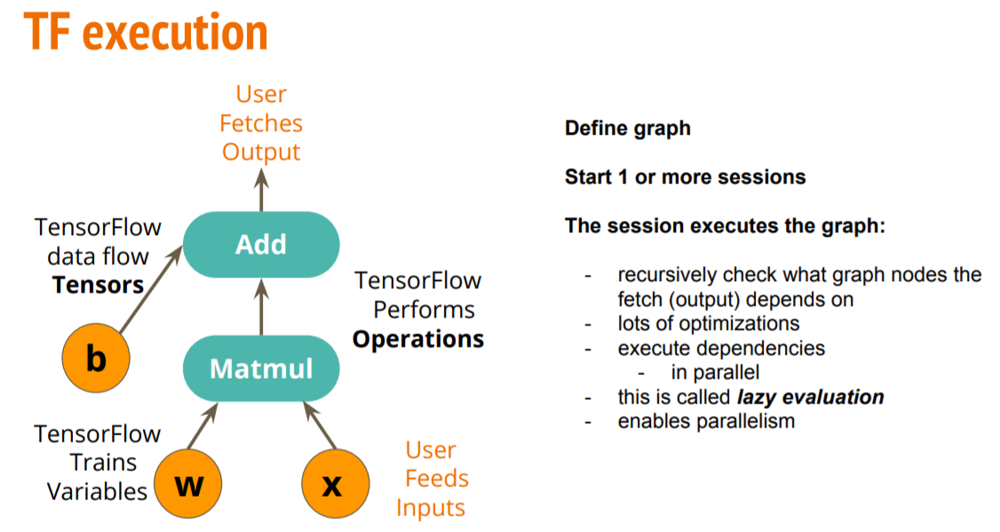 TF execution
User
Fetches
Output
TensorFlow
data flow
Tensors
Add
TensorFlow
Performs
Operations
b
Matmul
TensorFlow
Trains
Variables
w
x
User
Feeds
Inputs
Define graph
Start 1 or more sessions
The session executes the graph:
- recursively check what graph nodes the
fetch (output) depends on
- lots of optimizations
- execute dependencies
- in parallel
- this is called lazy evaluation
- enables parallelism